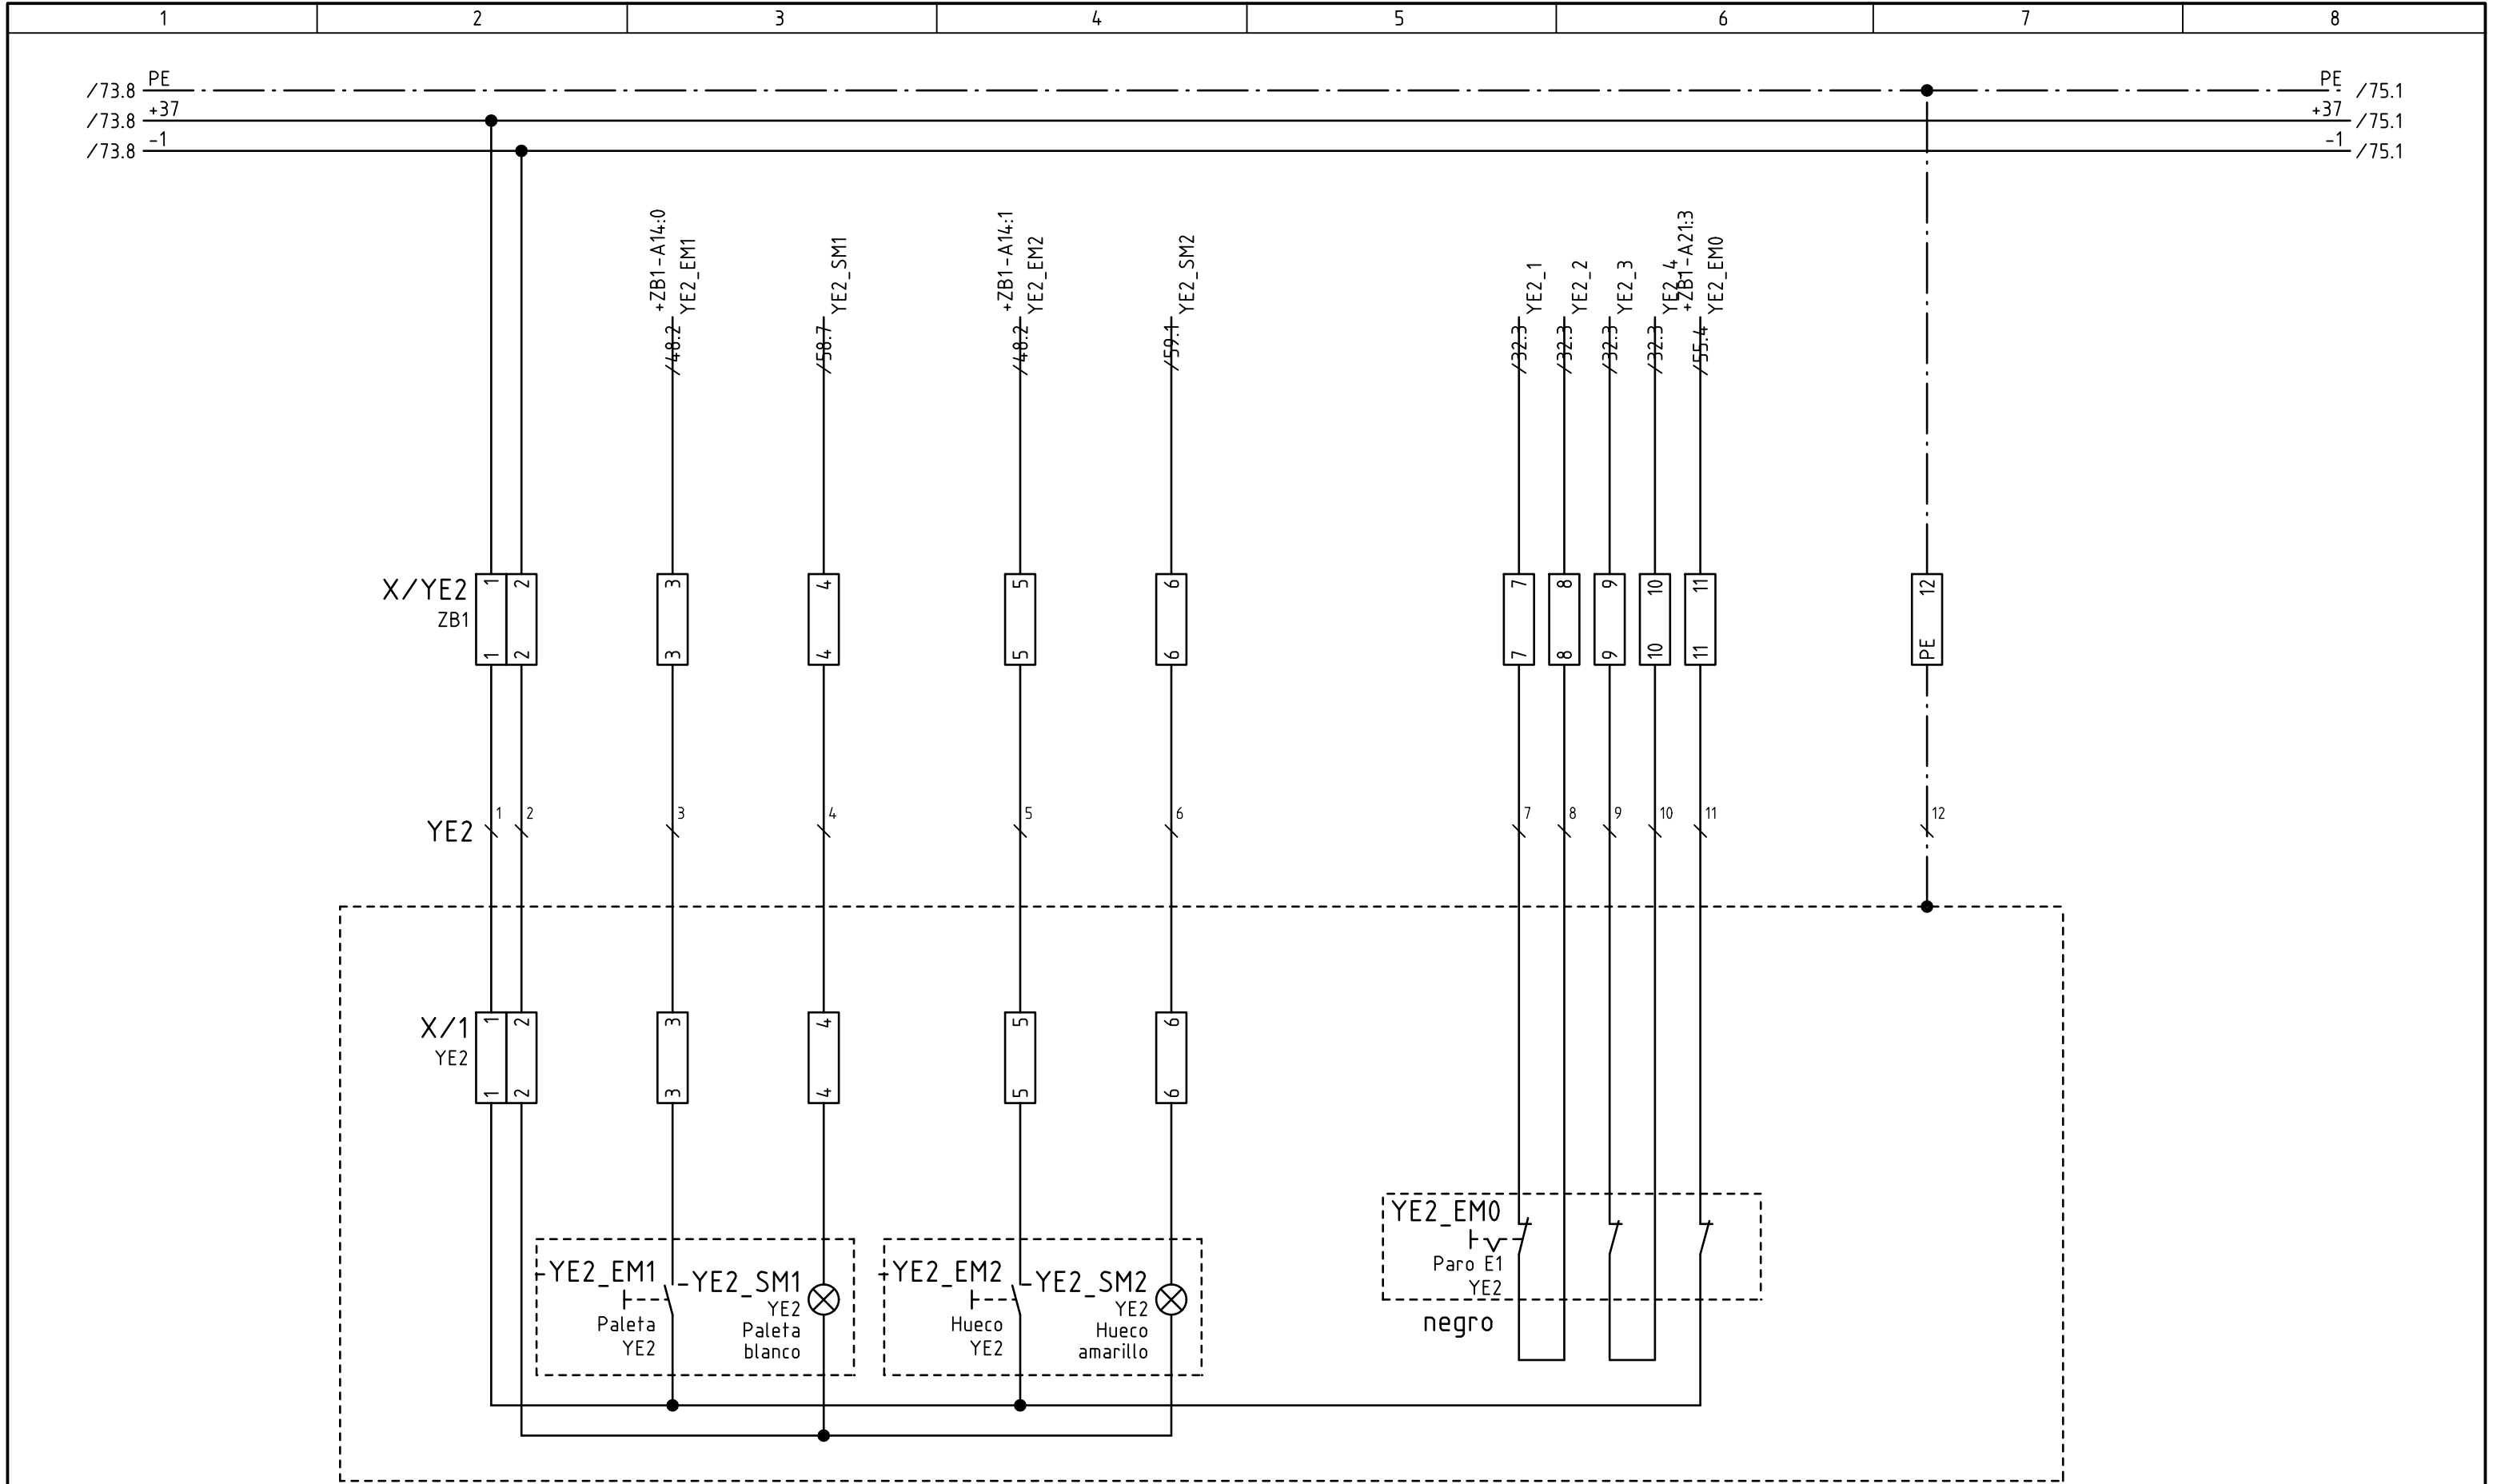 1 2 3 4 5 6 7 8
/73.8 PE PE /75.1
/73.8 +37 +37 /75.1
/73.8 -1 -1 /75.1
+ZB1-A14:0
YE2_EM1
/48.2
YE2_SM1
/58.7
+ZB1-A14:1
YE2_EM2
/48.2
YE2_SM2
/59.1
YE2_1
/32.3
YE2_2
/32.3
YE2_3
/32.3
YE2_4
/32.3
+ZB1-A21:3
YE2_EM0
/55.4
X/YE2
ZB1
1 2 3 4 5 6 7 8 9 10 11 12
1 2 3 4 5 6 7 8 9 10 11 PE
YE2
1 2 3 4 5 6 7 8 9 10 11 12
X/1
YE2
1 2 3 4 5 6
1 2 3 4 5 6
-YE2_EM1
Paleta
YE2
-YE2_SM1
YE2
Paleta
blanco
-YE2_EM2
Hueco
YE2
-YE2_SM2
YE2
Hueco
amarillo
YE2_EM0
Paro E1
YE2
negro